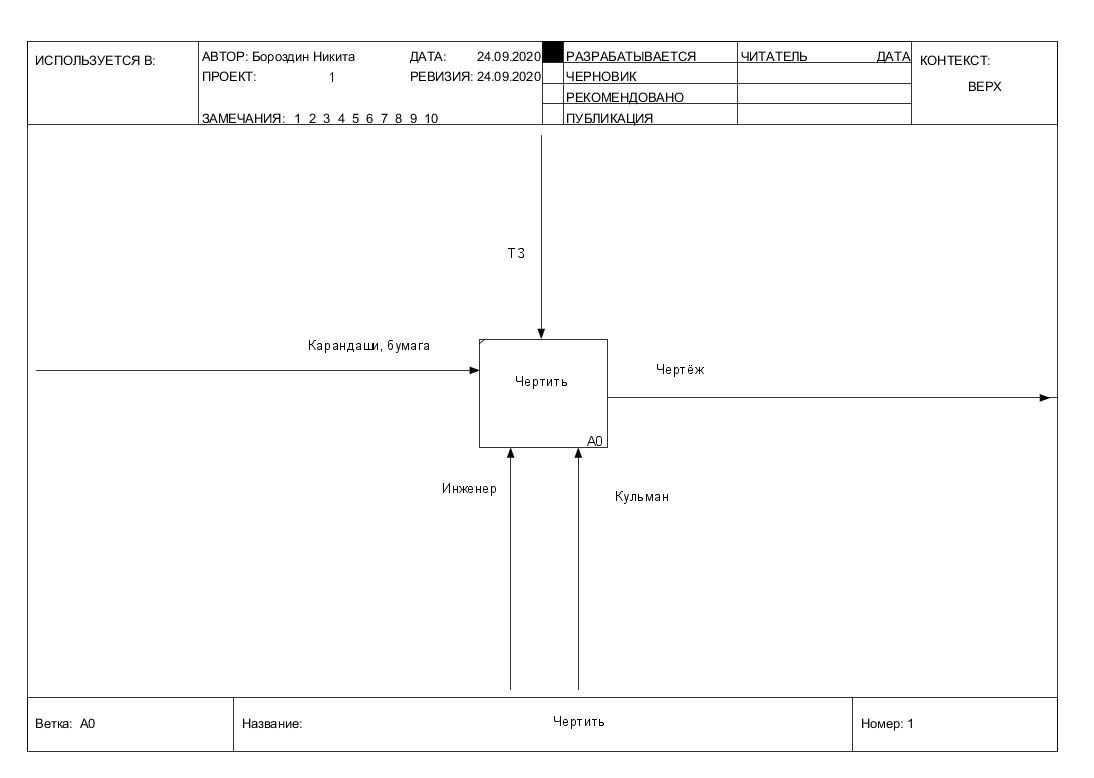 ИСПОЛЬЗУЕТСЯ В:
АВТОР: Бороздин Никита
ДАТА: 24.09.2020
ПРОЕКТ: 1
РЕВИЗИЯ: 24.09.2020
ЗАМЕЧАНИЯ: 1 2 3 4 5 6 7 8 9 10
РАЗРАБАТЫВАЕТСЯ
ЧЕРНОВИК
РЕКОМЕНДОВАНО
ПУБЛИКАЦИЯ
ЧИТАТЕЛЬ ДАТА
КОНТЕКСТ:
ВЕРХ
ТЗ
Карандаши, бумага
Чертить
A0
Чертёж
Инженер
Кульман
Ветка: A0
Название: Чертить
Номер: 1